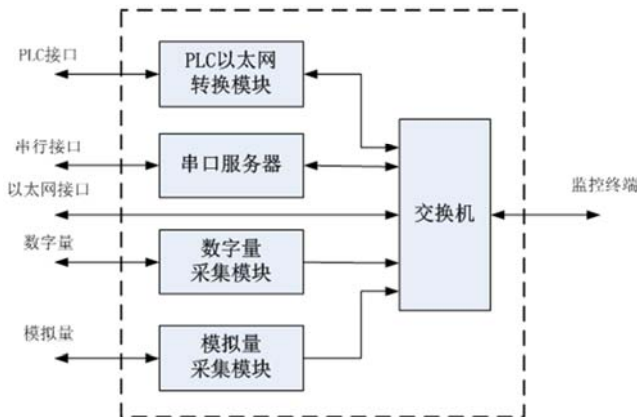 PLC接口
PLC以太网
转换模块
串行接口
串口服务器
以太网接口
交换机
监控终端
数字量
数字量
采集模块
模拟量
模拟量
采集模块